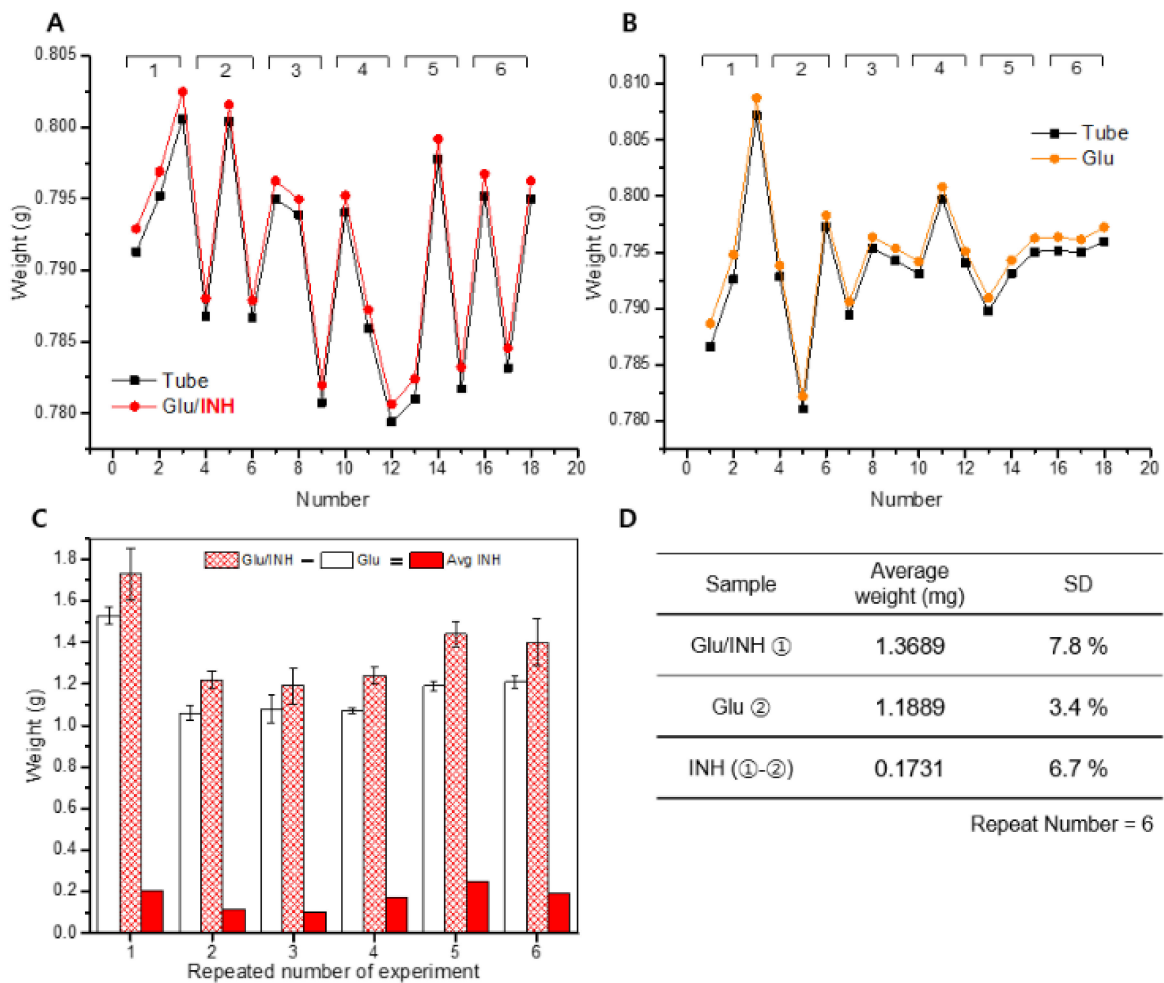 A
0.805
0.800
0.795
0.790
0.785
0.780
Weight (g)
1 2 3 4 5 6
Tube
Glu/INH
0 2 4 6 8 10 12 14 16 18 20
Number
B
0.810
0.805
0.800
0.795
0.790
0.785
0.780
Weight (g)
1 2 3 4 5 6
Tube
Glu
0 2 4 6 8 10 12 14 16 18 20
Number
C
1.8
1.6
1.4
1.2
1.0
0.8
0.6
0.4
0.2
0.0
Weight (g)
Glu/INH − Glu = Avg INH
1 2 3 4 5 6
Repeated number of experiment
D
Sample Average weight (mg) SD
Glu/INH ① 1.3689 7.8 %
Glu ② 1.1889 3.4 %
INH (①-②) 0.1731 6.7 %
Repeat Number = 6